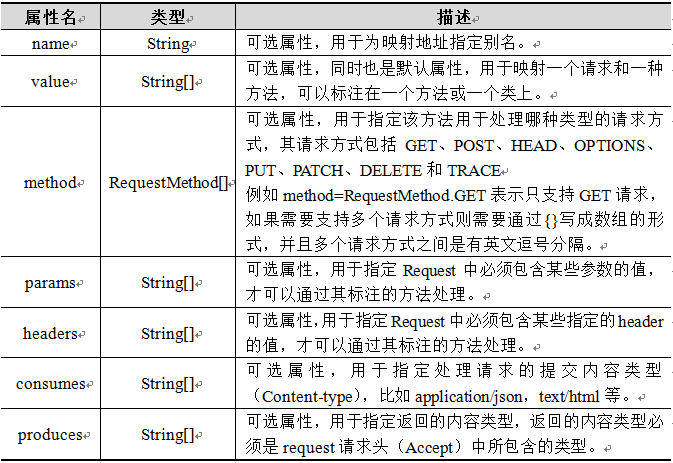 属性名 类型 描述
name String 可选属性，用于为映射地址指定别名。
value String[] 可选属性，同时也是默认属性，用于映射一个请求和一种
方法，可以标注在一个方法或一个类上。
method RequestMethod[] 可选属性，用于指定该方法用于处理哪种类型的请求方
式，其请求方式包括 GET、POST、HEAD、OPTIONS、
PUT、PATCH、DELETE 和 TRACE
例如 method=RequestMethod.GET 表示只支持 GET 请求，
如果需要支持多个请求方式则需要通过{}写成数组的形
式，并且多个请求方式之间是有英文逗号分隔。
params String[] 可选属性，用于指定 Request 中必须包含某些参数的值，
才可以通过其标注的方法处理。
headers String[] 可选属性，用于指定 Request 中必须包含某些指定的 header
的值，才可以通过其标注的方法处理。
consumes String[] 可选属性，用于指定处理请求的提交内容类型
（Content-type），比如 application/json，text/html 等。
produces String[] 可选属性，用于指定返回的内容类型，返回的内容类型必
须是 request 请求头（Accept）中所包含的类型。